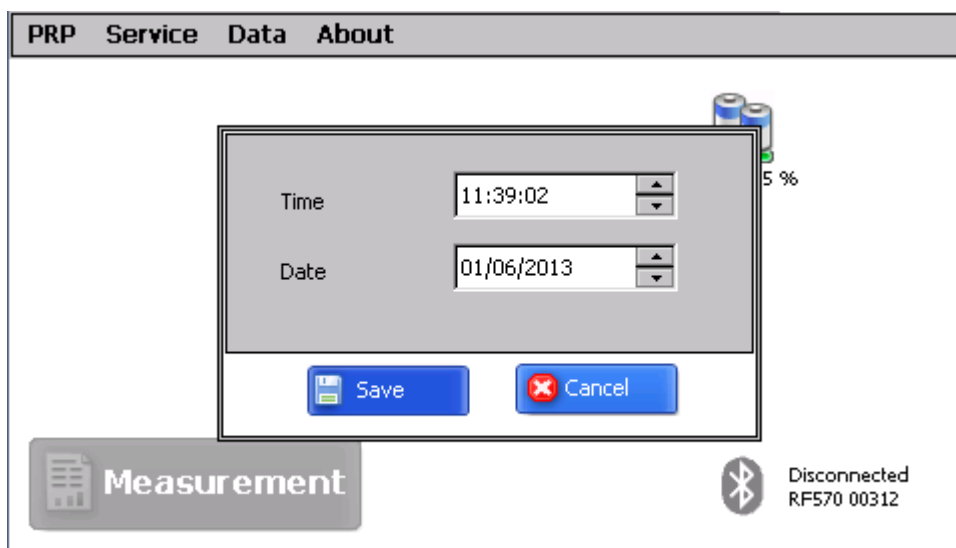 PRP Service Data About
5 %
Time 11:39:02
Date 01/06/2013
Save Cancel
Measurement
Disconnected
RF570 00312